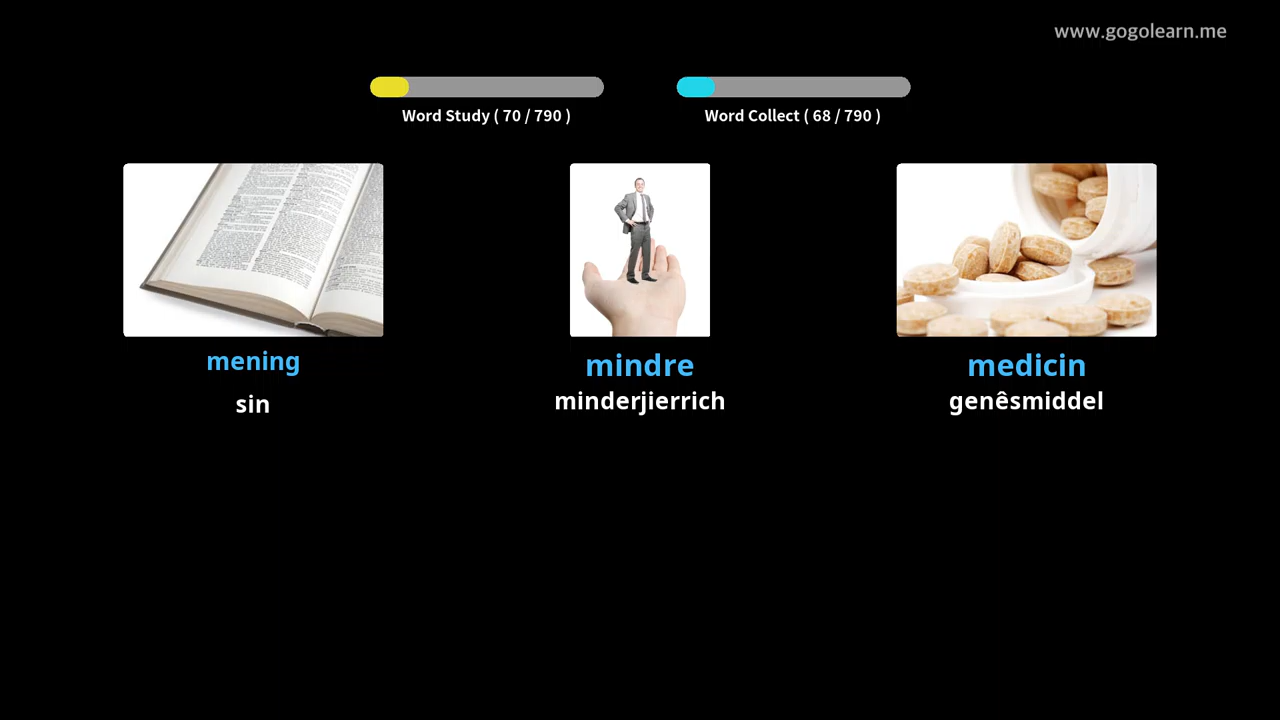 www.gogolearn.me
Word Study ( 70 / 790 )
Word Collect ( 68 / 790 )
mening
mindre
medicin
sin
minderjierrich
genêsmiddel